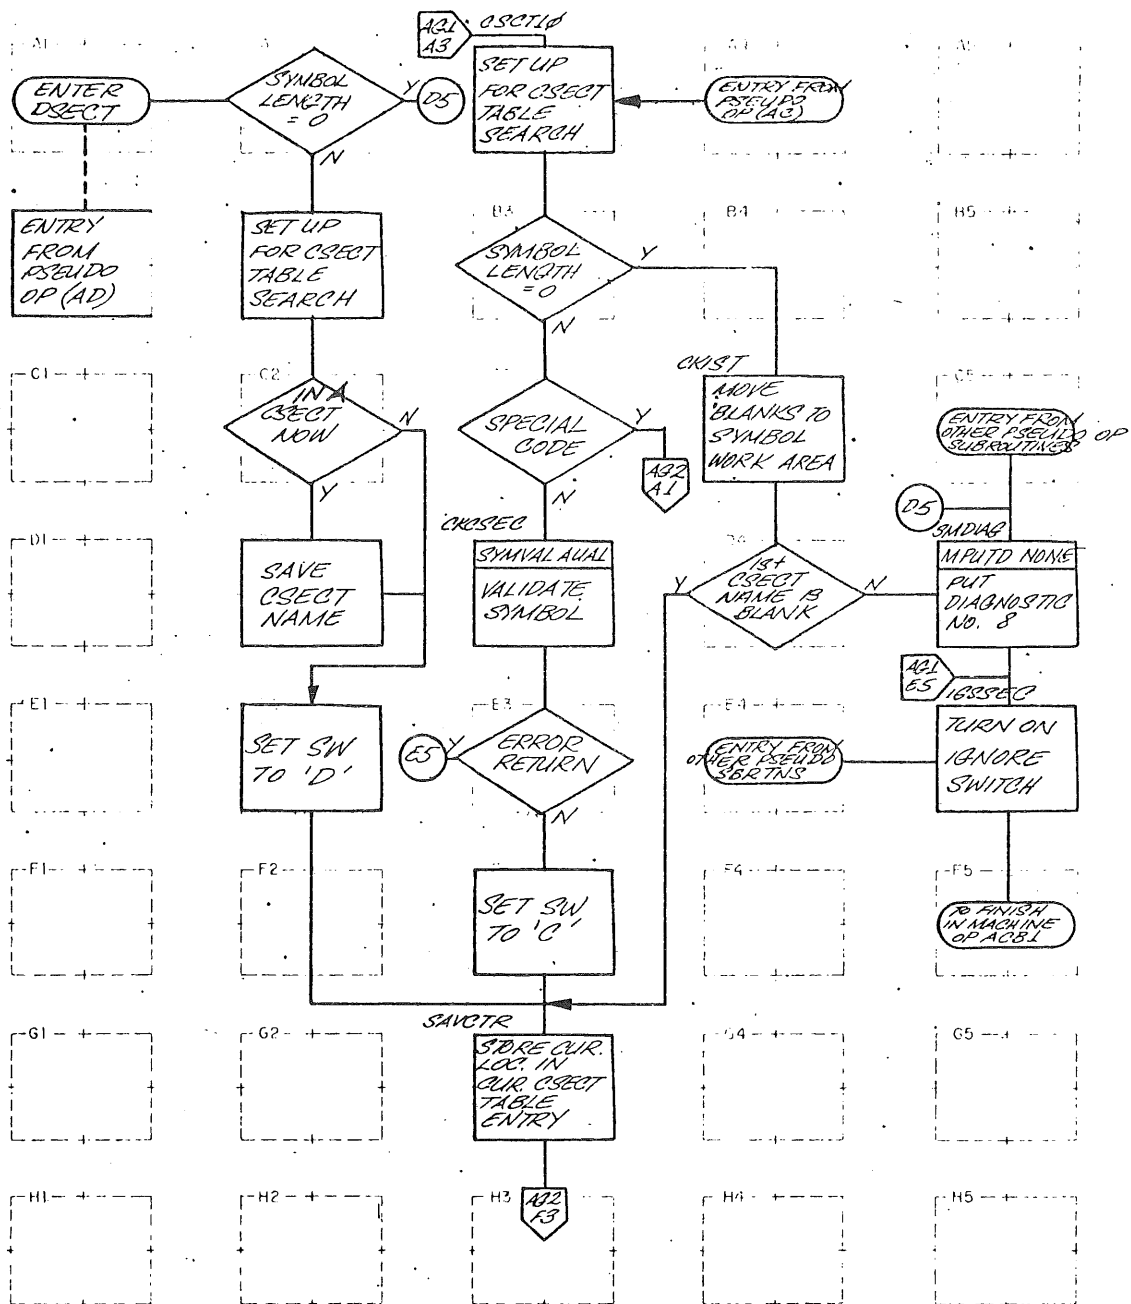 AG1
A3
CSCT1Ø
A1
ENTER
DSECT
SYMBOL
LENGTH
= 0
Y
D5
N
SET UP
FOR CSECT
TABLE
SEARCH
ENTRY FROM
PSEUDO
OP (AC)
ENTRY
FROM
PSEUDO
OP (AD)
SET UP
FOR CSECT
TABLE
SEARCH
B3
SYMBOL
LENGTH
=0
Y
N
B4
B5
C1
C2
IN A
CSECT
NOW
N
Y
SPECIAL
CODE
Y
N
AG2
A1
CKIST
MOVE
BLANKS TO
SYMBOL
WORK AREA
C5
ENTRY FROM
OTHER PSEUDO OP
SUBROUTINES
D5
SMDIAG
D1
SAVE
CSECT
NAME
CKCSEC
SYMVAL AUA1
VALIDATE
SYMBOL
Y
1st
CSECT
NAME IS
BLANK
N
MPUTD NONE
PUT
DIAGNOSTIC
NO. 8
AG1
E5
IGSSEC
E1
SET SW
TO 'D'
E5
Y
E3
ERROR
RETURN
N
E4
ENTRY FROM
OTHER PSEUDO
SBRTNS
TURN ON
IGNORE
SWITCH
F1
F2
SET SW
TO 'C'
F4
F5
TO FINISH
IN MACHINE
OP ACB1
SAVCTR
G1
G2
STORE CUR.
LOC. IN
CUR. CSECT
TABLE
ENTRY
G4
G5
H1
H2
H3
AG2
F3
H4
H5